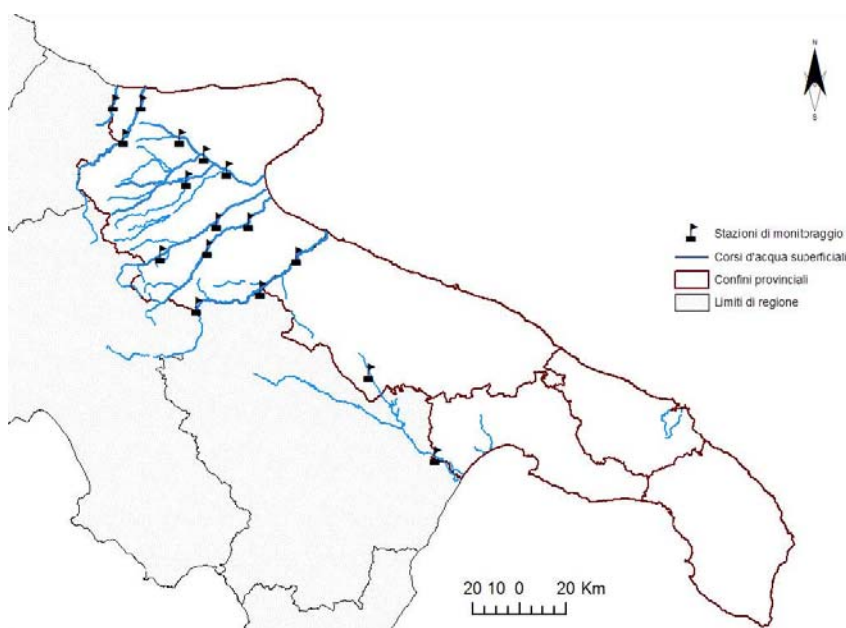 N
S
Stazioni di monitoraggio
Corsi d'acqua superficiali
Confini provinciali
Limiti di regione
20 10 0 20 Km